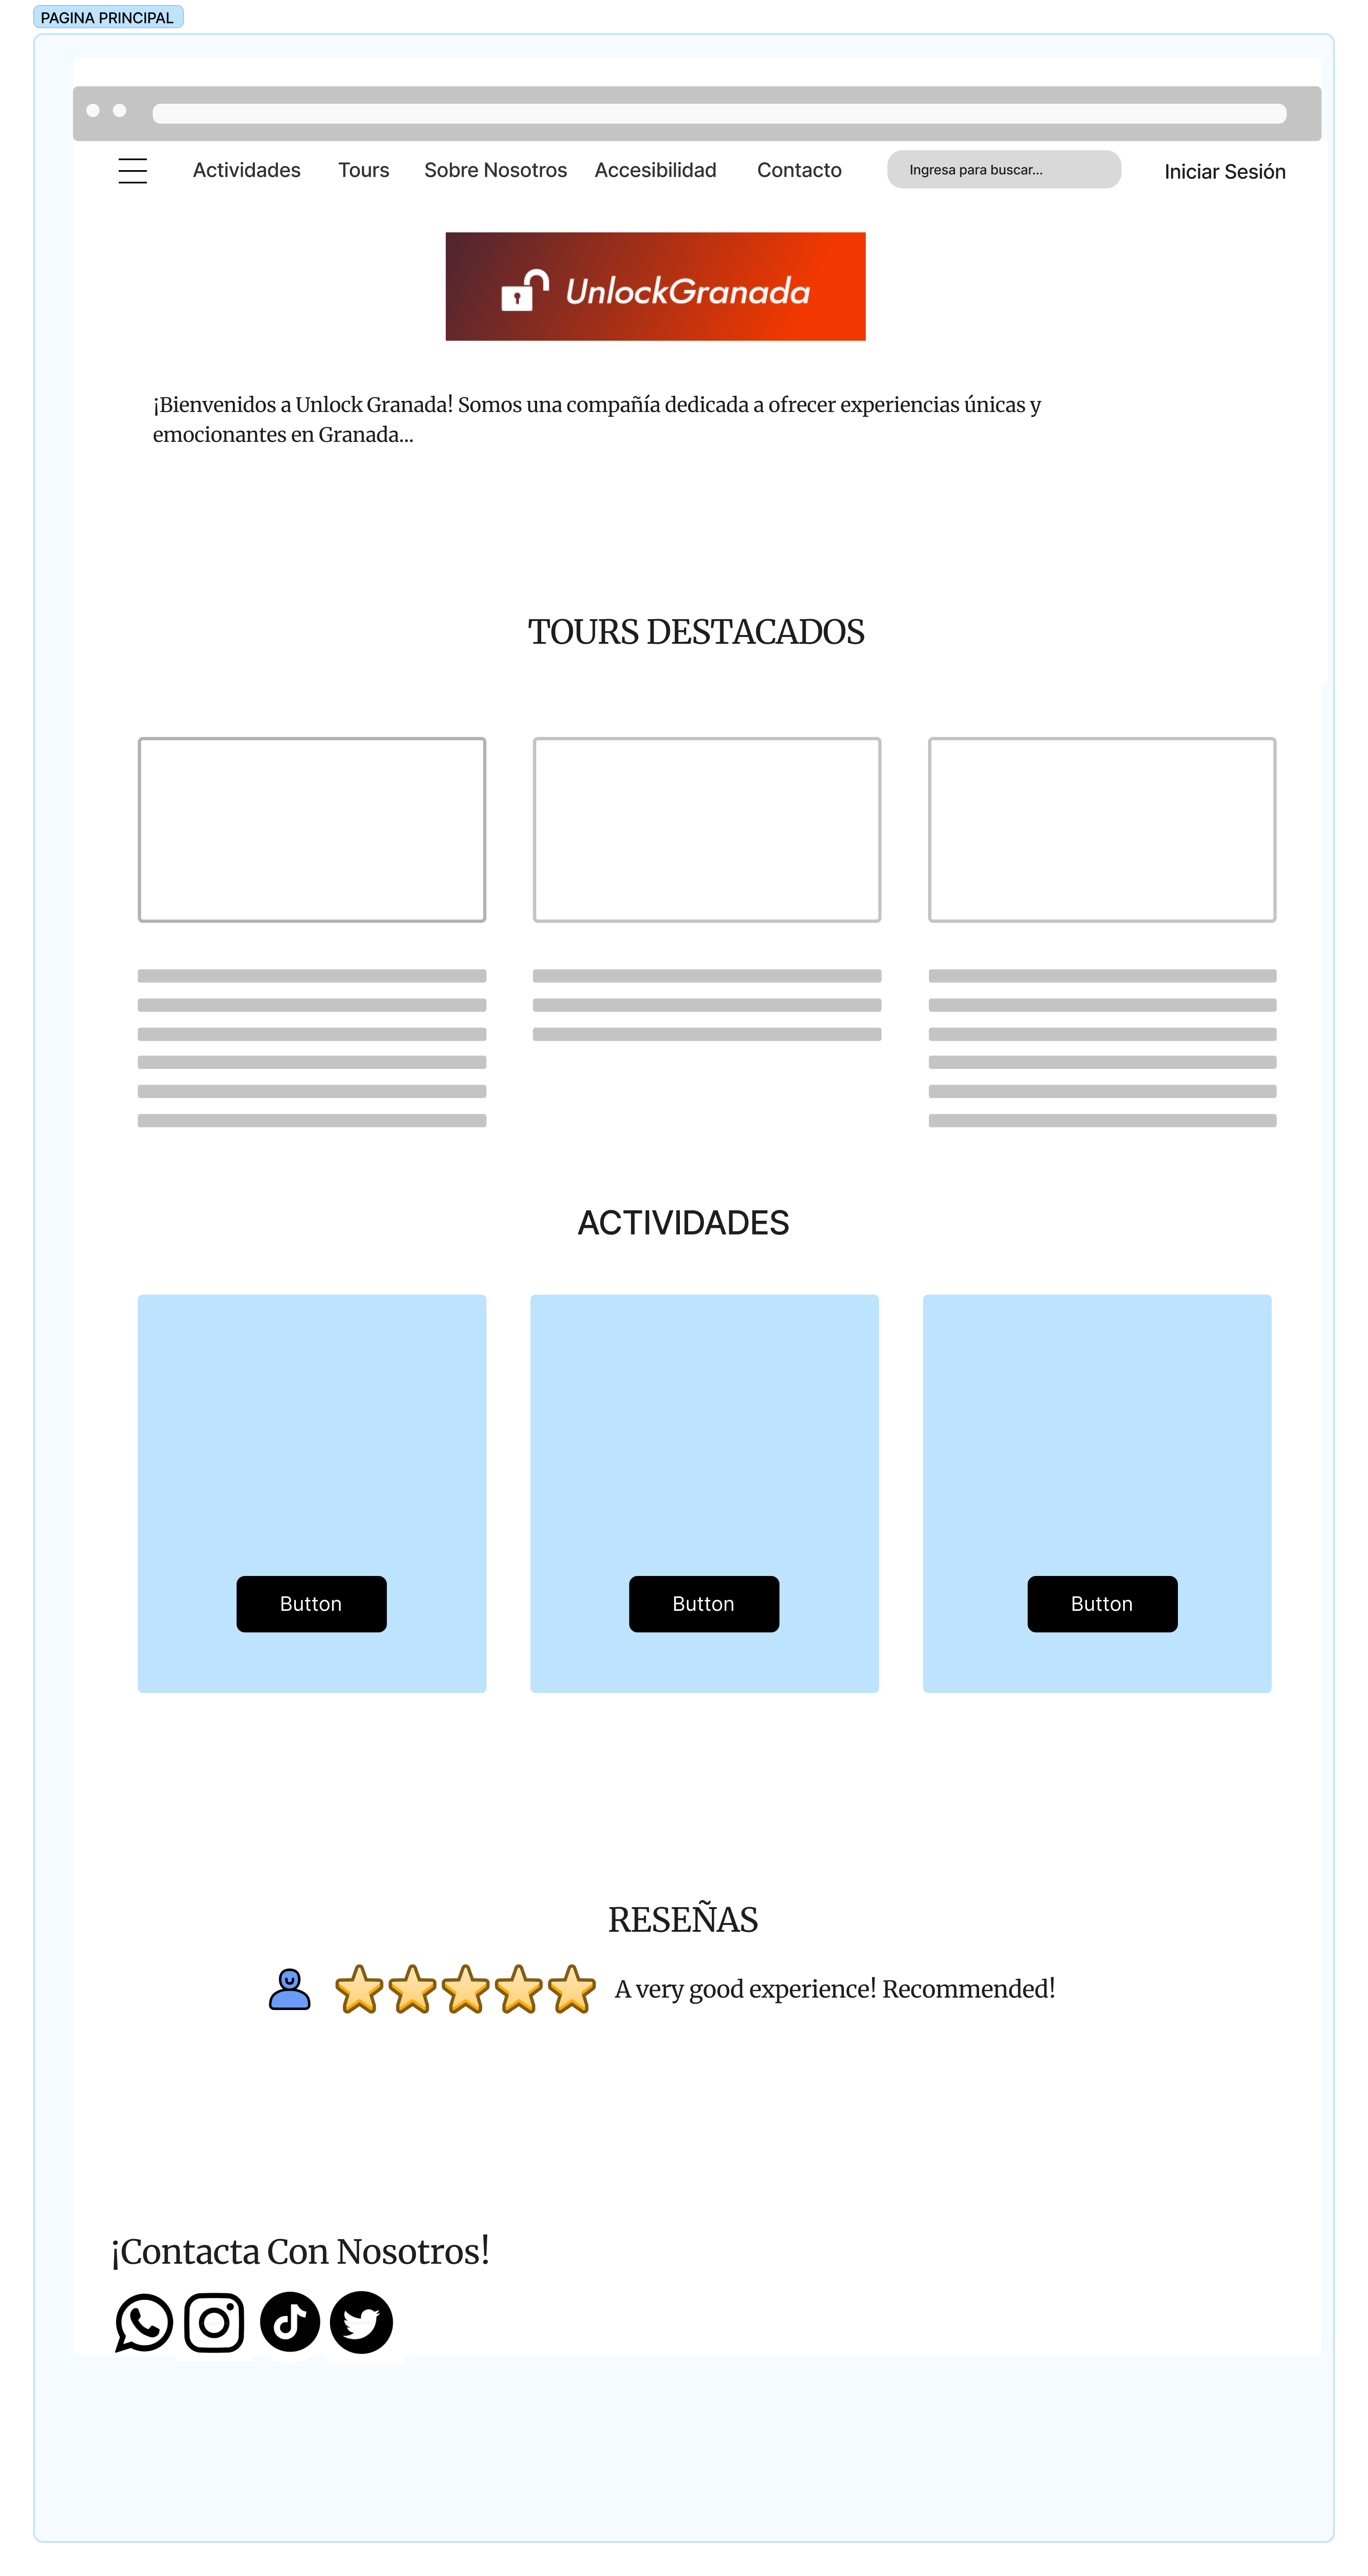 PAGINA PRINCIPAL
Actividades Tours Sobre Nosotros Accesibilidad Contacto Ingresa para buscar... Iniciar Sesión
UnlockGranada
¡Bienvenidos a Unlock Granada! Somos una compañía dedicada a ofrecer experiencias únicas y
emocionantes en Granada...
TOURS DESTACADOS
ACTIVIDADES
Button Button Button
RESEÑAS
A very good experience! Recommended!
¡Contacta Con Nosotros!